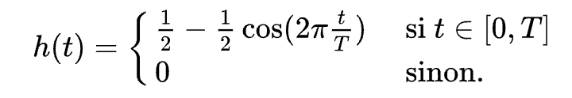 h(t) = { 1/2 − 1/2 cos(2π t/T) si t ∈ [0, T]
0 sinon.